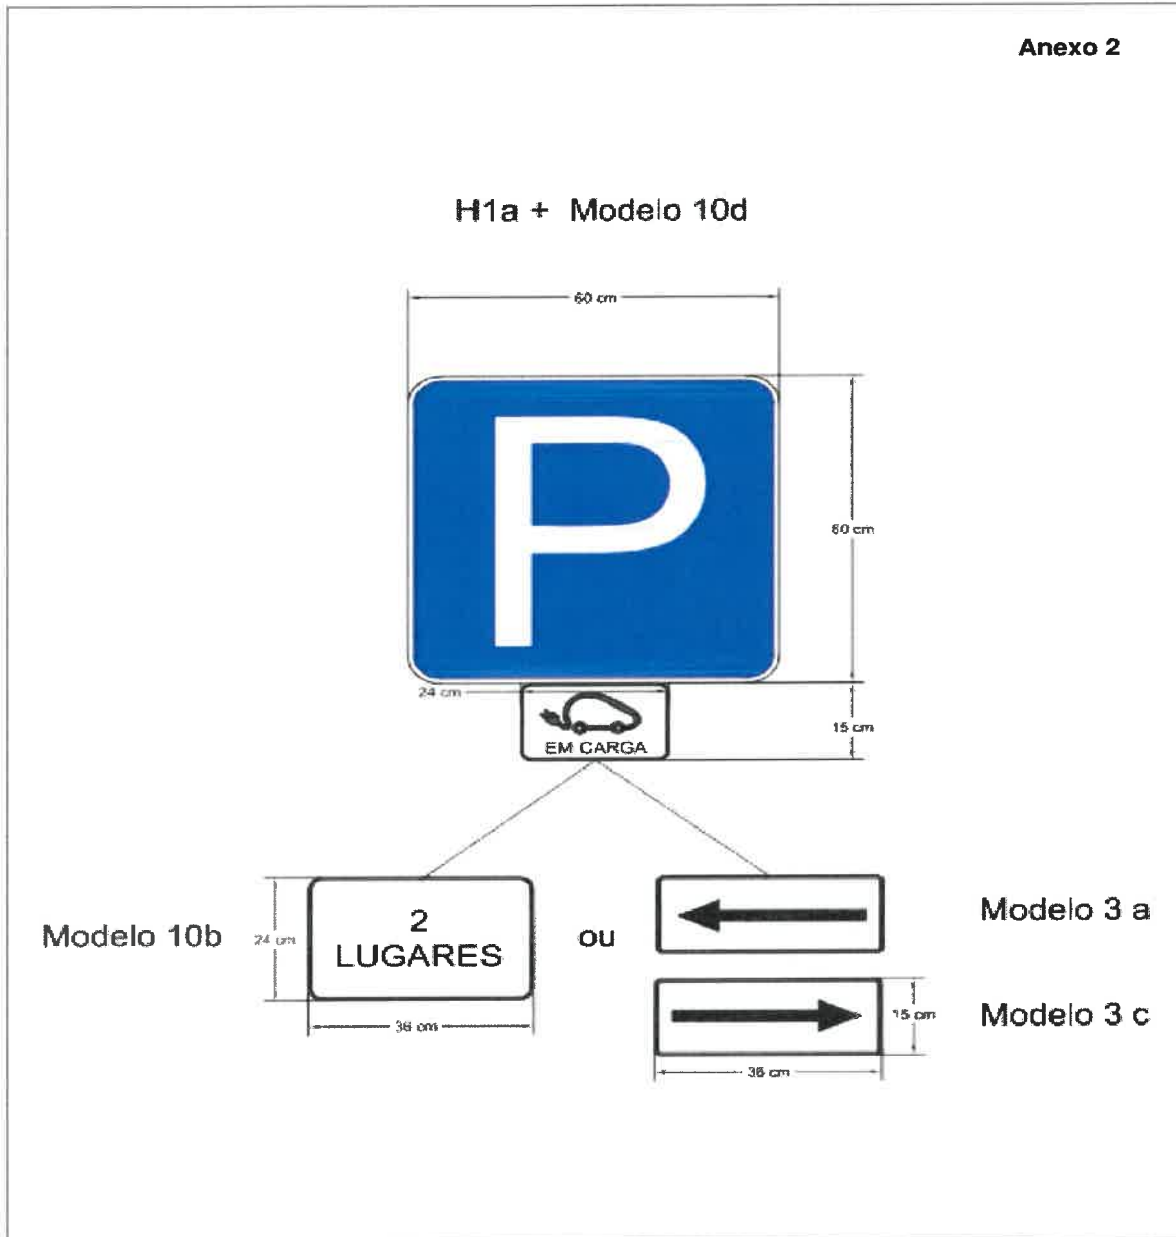 Anexo 2
H1a + Modelo 10d
60 cm
P
60 cm
24 cm
15 cm
EM CARGA
Modelo 10b
24 cm
2
LUGARES
36 cm
ou
Modelo 3 a
Modelo 3 c
15 cm
36 cm